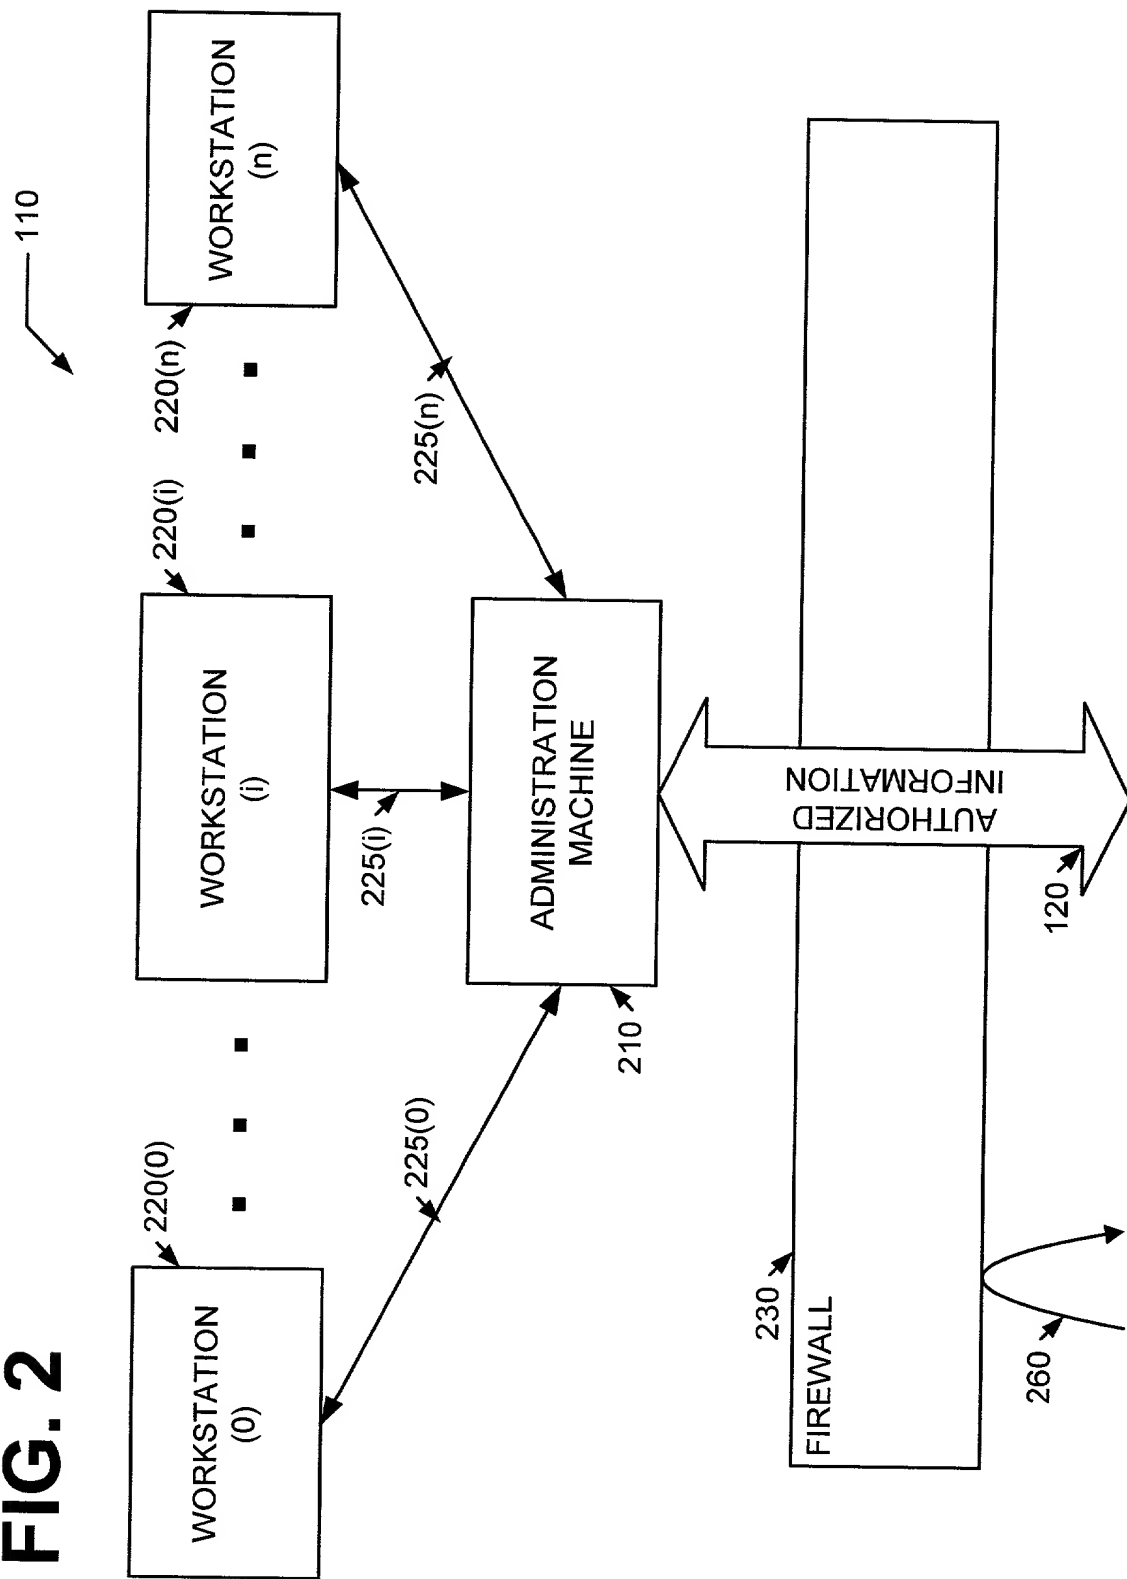 FIG. 2
110
WORKSTATION
(0)
220(0)
WORKSTATION
(i)
220(i)
220(n)
WORKSTATION
(n)
225(0)
225(i)
225(n)
210
ADMINISTRATION
MACHINE
230
FIREWALL
AUTHORIZED
INFORMATION
260
120